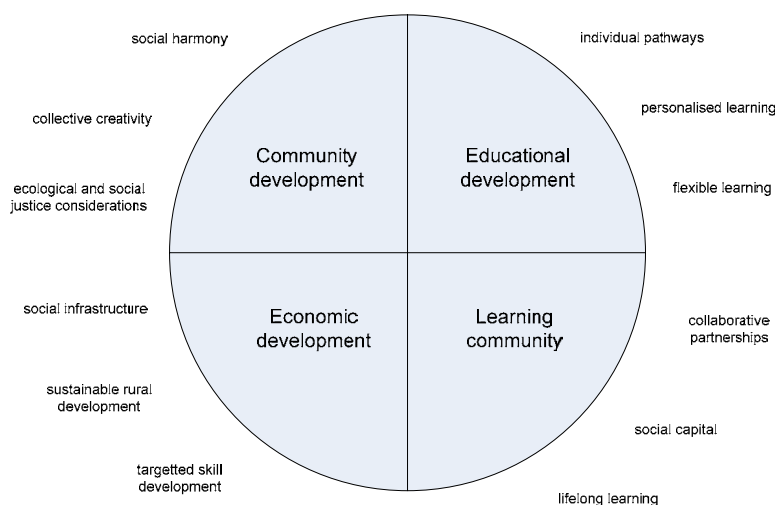 social harmony
collective creativity
ecological and social
justice considerations
Community
development
Educational
development
individual pathways
personalised learning
flexible learning
social infrastructure
sustainable rural
development
targetted skill
development
Economic
development
Learning
community
collaborative
partnerships
social capital
lifelong learning